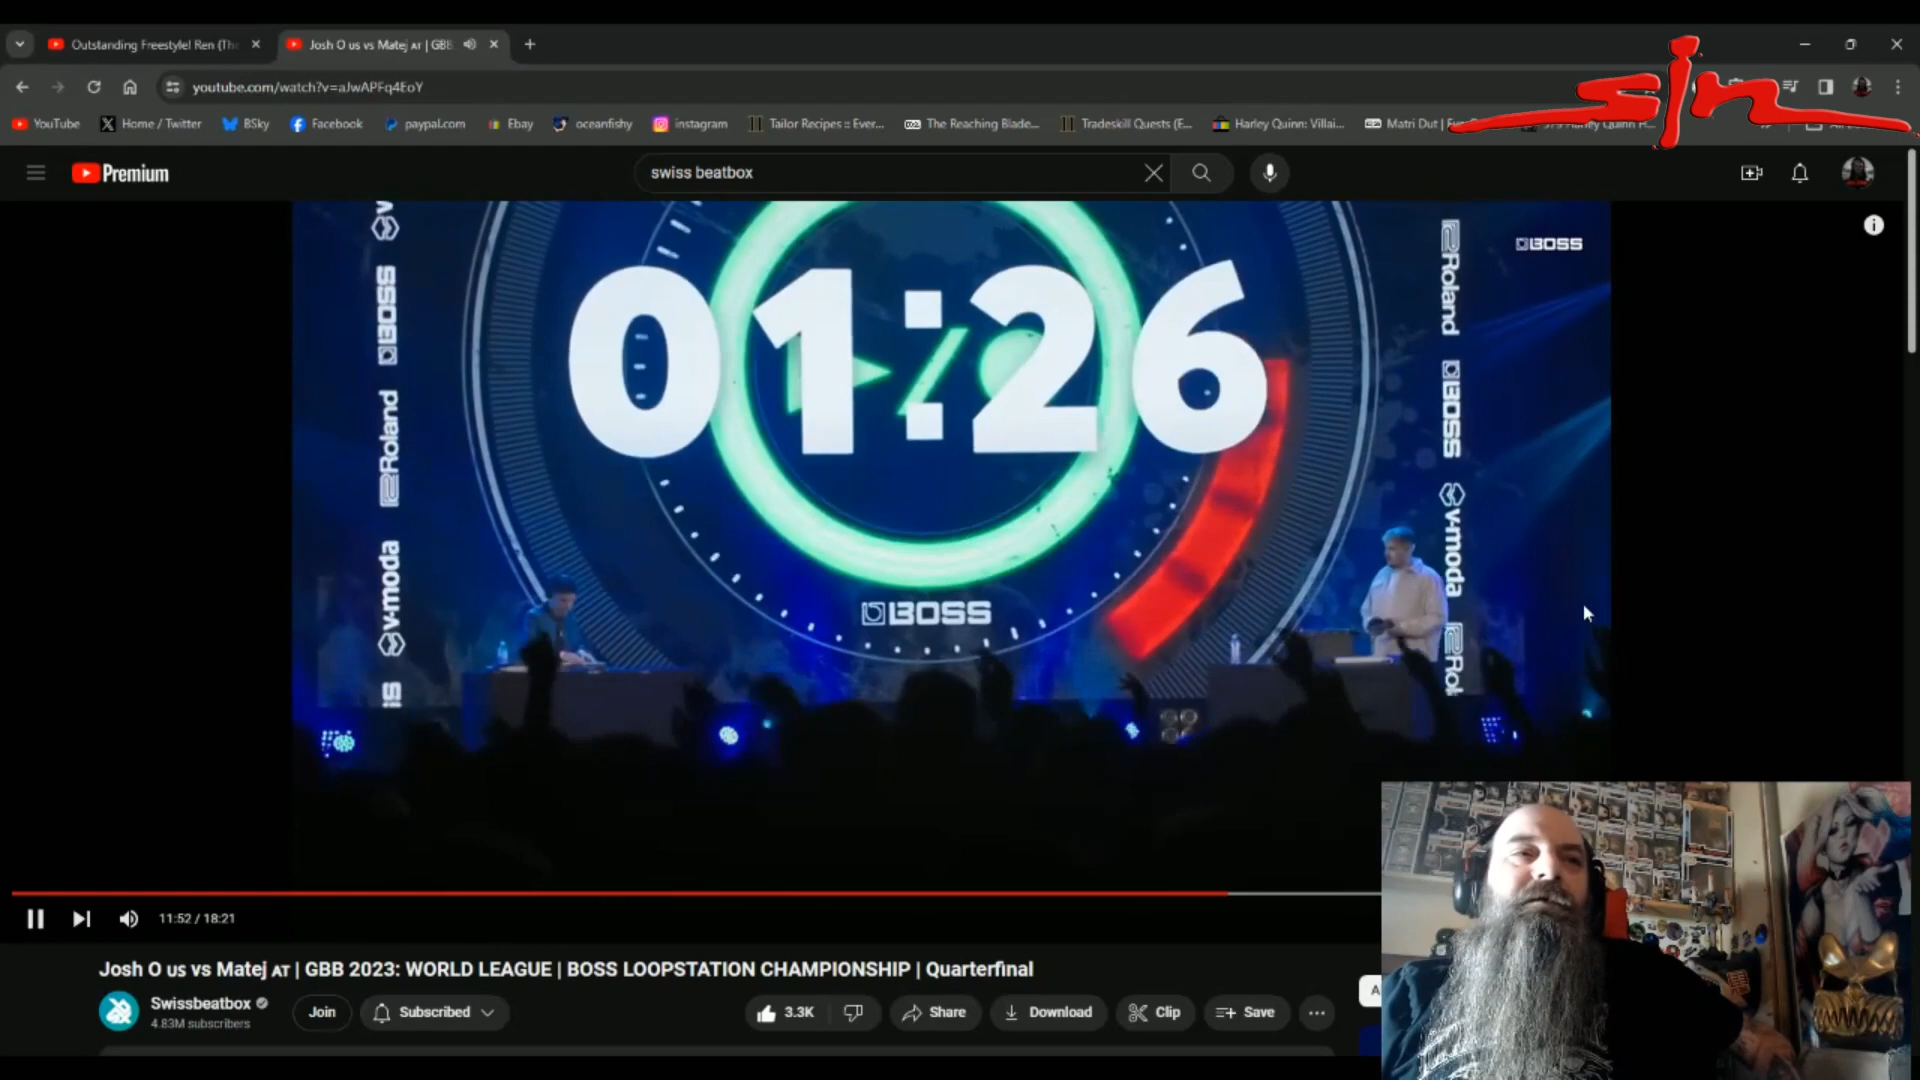 Outstanding Freestyle! Ren (Th
Josh O us vs Matej AT | GBB
sin
youtube.com/watch?v=aJwAPFq4EoY
YouTube
Home / Twitter
BSky
Facebook
paypal.com
Ebay
oceanfishy
instagram
Tailor Recipes :: Ever...
The Reaching Blade...
Tradeskill Quests (E...
Harley Quinn: Villai...
Premium
swiss beatbox
BOSS
01:26
BOSS
Roland
v-moda
Roland
BOSS
v-moda
BOSS
11:52 / 18:21
Josh O US vs Matej AT | GBB 2023: WORLD LEAGUE | BOSS LOOPSTATION CHAMPIONSHIP | Quarterfinal
Swissbeatbox
4.83M subscribers
Join
Subscribed
3.3K
Share
Download
Clip
Save